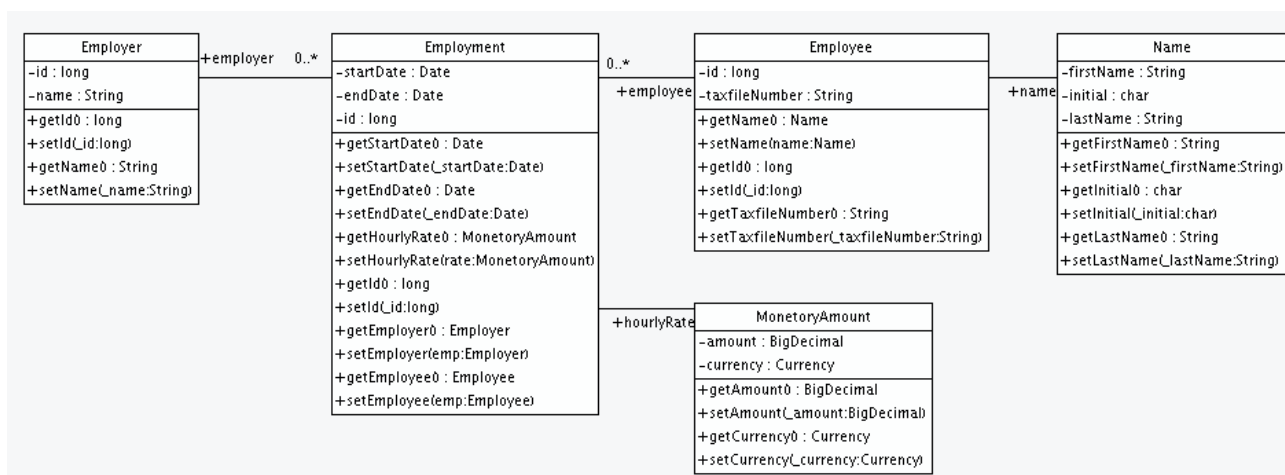 Employer
-id : long
-name : String
+getId() : long
+setId(_id:long)
+getName() : String
+setName(_name:String)
+employer
0..*
Employment
-startDate : Date
-endDate : Date
-id : long
+getStartDate() : Date
+setStartDate(_startDate:Date)
+getEndDate() : Date
+setEndDate(_endDate:Date)
+getHourlyRate() : MonetoryAmount
+setHourlyRate(rate:MonetoryAmount)
+getId() : long
+setId(_id:long)
+getEmployer() : Employer
+setEmployer(emp:Employer)
+getEmployee() : Employee
+setEmployee(emp:Employee)
0..*
+employee
Employee
-id : long
-taxfileNumber : String
+getName() : Name
+setName(name:Name)
+getId() : long
+setId(_id:long)
+getTaxfileNumber() : String
+setTaxfileNumber(_taxfileNumber:String)
+name
Name
-firstName : String
-initial : char
-lastName : String
+getFirstName() : String
+setFirstName(_firstName:String)
+getInitial() : char
+setInitial(_initial:char)
+getLastName() : String
+setLastName(_lastName:String)
+hourlyRate
MonetoryAmount
-amount : BigDecimal
-currency : Currency
+getAmount() : BigDecimal
+setAmount(_amount:BigDecimal)
+getCurrency() : Currency
+setCurrency(_currency:Currency)